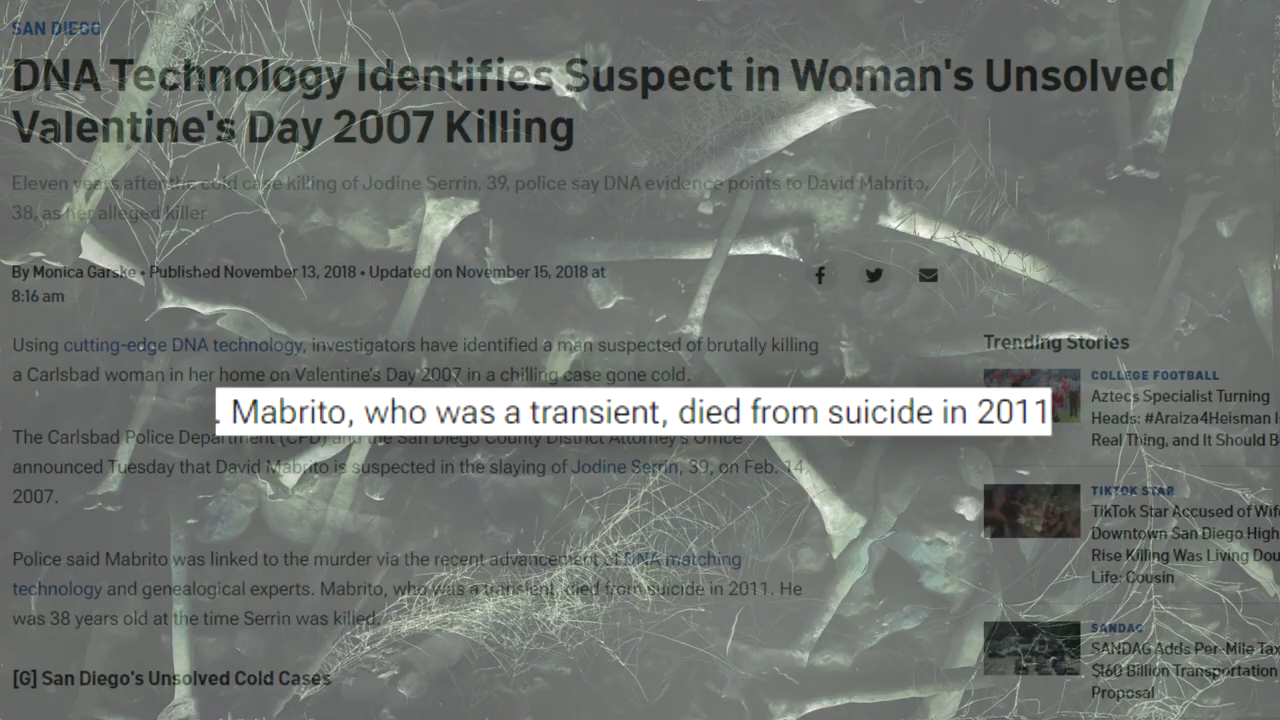 SAN DIEGO
DNA Technology Identifies Suspect in Woman's Unsolved
Valentine's Day 2007 Killing
Eleven years after the cold case killing of Jodine Serrin, 39, police say DNA evidence points to David Mabrito,
38, as her alleged killer
By Monica Garske • Published November 13, 2018 • Updated on November 15, 2018 at
8:16 am
Using cutting-edge DNA technology, investigators have identified a man suspected of brutally killing
a Carlsbad woman in her home on Valentine's Day 2007 in a chilling case gone cold.
. Mabrito, who was a transient, died from suicide in 2011
The Carlsbad Police Department (CPD) and the San Diego County District Attorney's Office
announced Tuesday that David Mabrito is suspected in the slaying of Jodine Serrin, 39, on Feb. 14,
2007.
Police said Mabrito was linked to the murder via the recent advancement of DNA matching
technology and genealogical experts. Mabrito, who was a transient, died from suicide in 2011. He
was 38 years old at the time Serrin was killed.
[G] San Diego's Unsolved Cold Cases
Trending Stories
COLLEGE FOOTBALL
Aztecs Specialist Turning
Heads: #Araiza4Heisman I
Real Thing, and It Should B
TIKTOK STAR
TikTok Star Accused of Wif
Downtown San Diego High
Rise Killing Was Living Dou
Life: Cousin
SANDAG
SANDAG Adds Per-Mile Tax
$160 Billion Transportation
Proposal